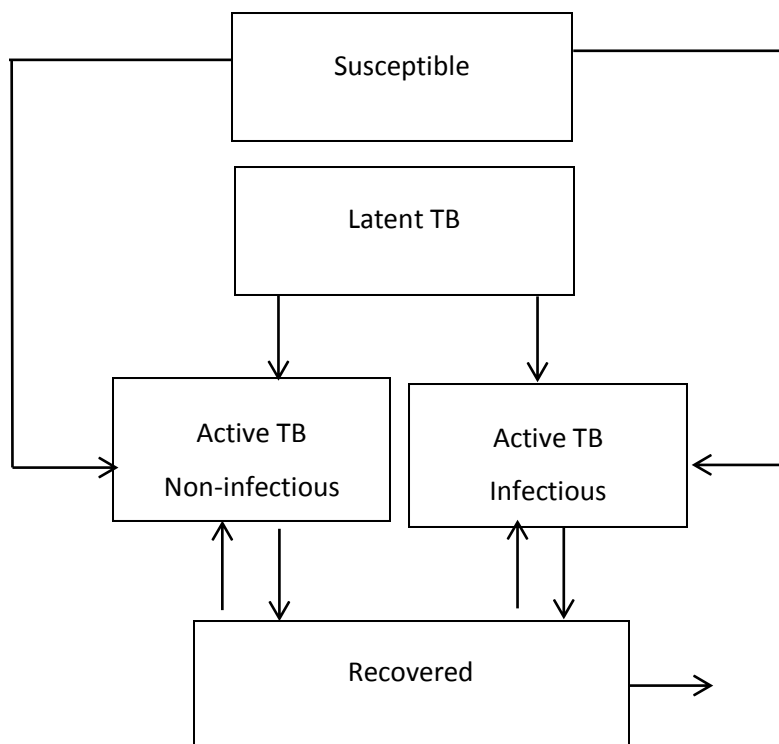 Susceptible
Latent TB
Active TB
Non-infectious
Active TB
Infectious
Recovered